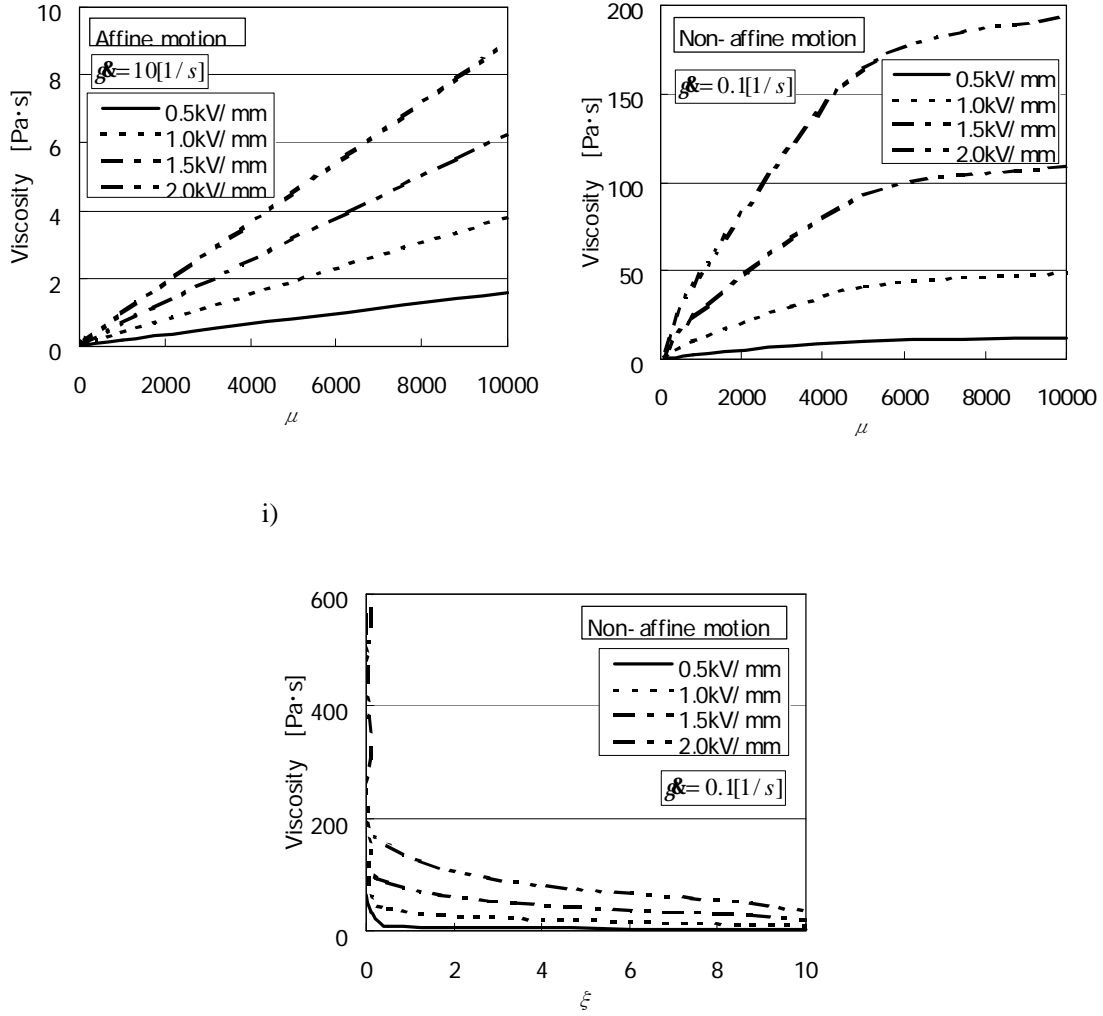 Affine motion
g&= 10[1/s]
0.5kV/mm
1.0kV/mm
1.5kV/mm
2.0kV/mm
Viscosity [Pa·s]
10
8
6
4
2
0
0 2000 4000 6000 8000 10000
μ
Non-affine motion
g&= 0.1[1/s]
0.5kV/mm
1.0kV/mm
1.5kV/mm
2.0kV/mm
Viscosity [Pa·s]
200
150
100
50
0
0 2000 4000 6000 8000 10000
μ
i)
Non-affine motion
0.5kV/mm
1.0kV/mm
1.5kV/mm
2.0kV/mm
g&= 0.1[1/s]
Viscosity [Pa·s]
600
400
200
0
0 2 4 6 8 10
ξ